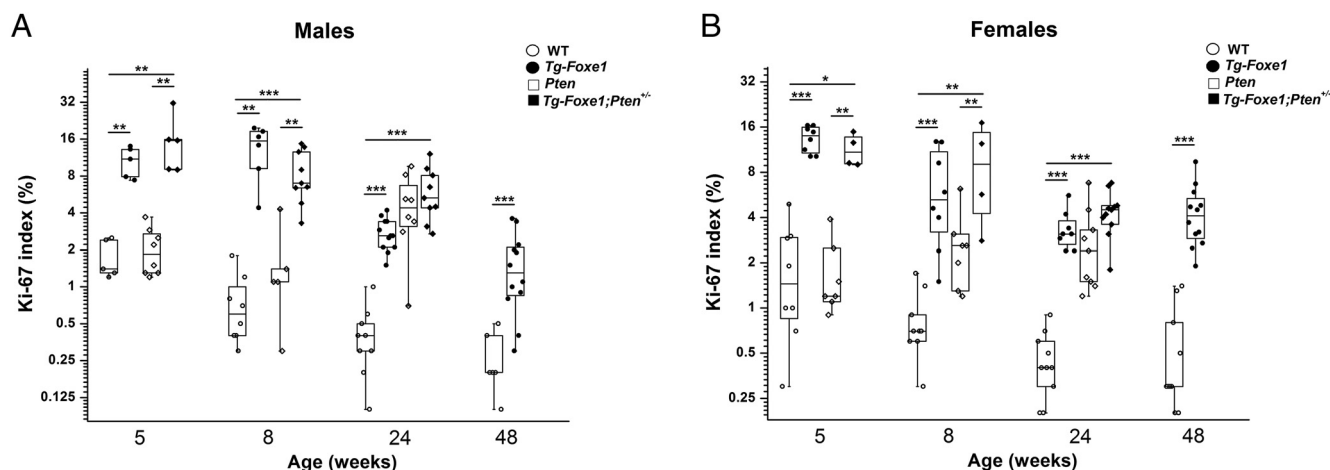 A
Males
WT
Tg-Foxe1
Pten
Tg-Foxe1;Pten+/-
Ki-67 index (%)
32
16
8
4
2
1
0.5
0.25
0.125
** ** **
*** ** **
*** ***
***
5 8 24 48
Age (weeks)
B
Females
WT
Tg-Foxe1
Pten
Tg-Foxe1;Pten+/-
Ki-67 index (%)
32
16
8
4
2
1
0.5
0.25
* *** **
** *** **
*** ***
***
5 8 24 48
Age (weeks)